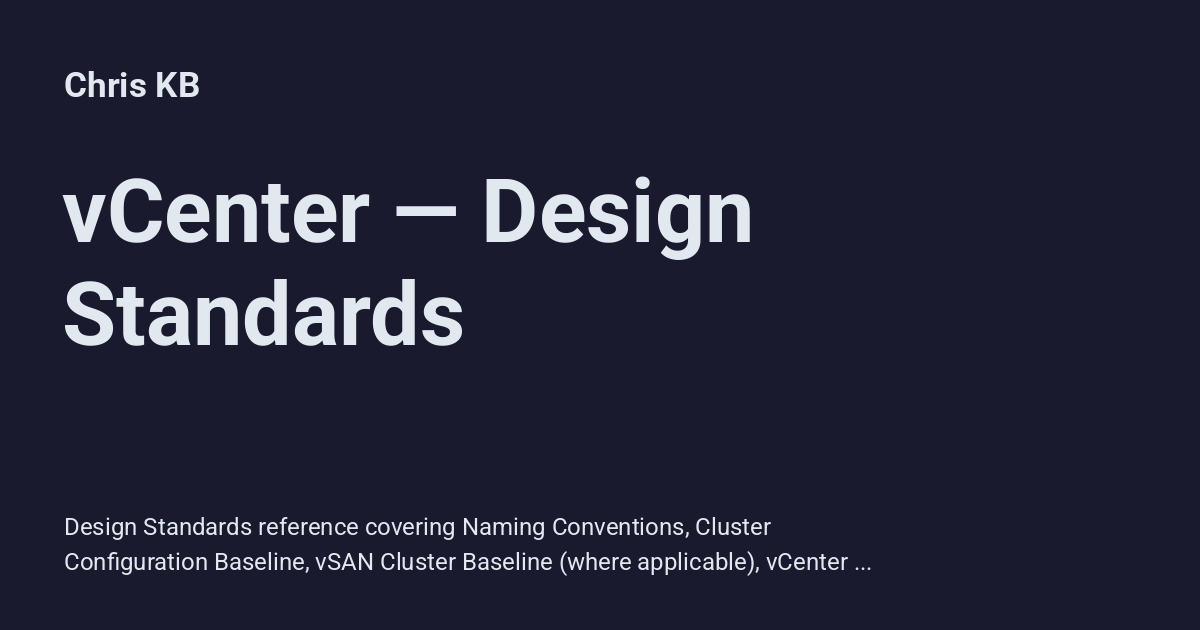 Chris KB
vCenter — Design
Standards
Design Standards reference covering Naming Conventions, Cluster
Configuration Baseline, vSAN Cluster Baseline (where applicable), vCenter ...